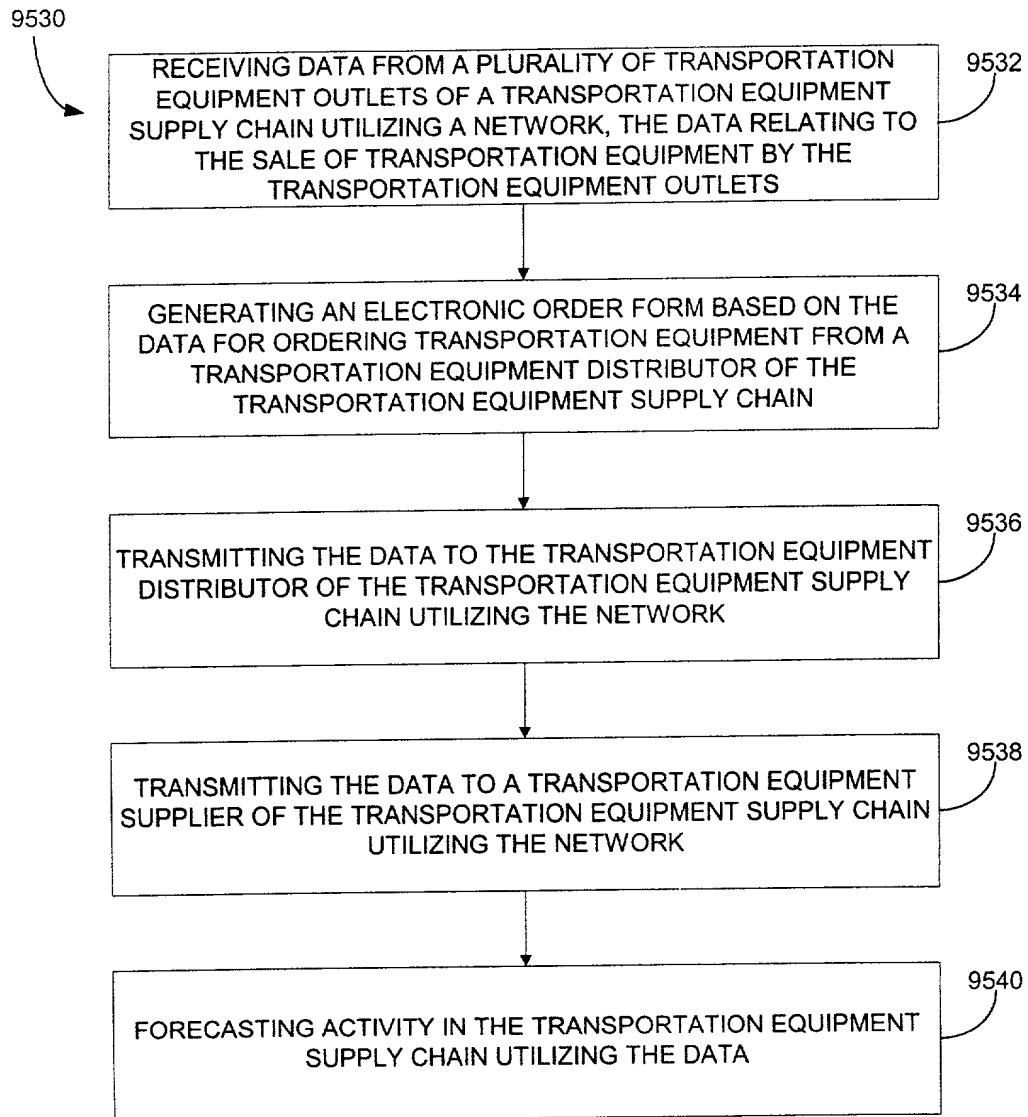 9530
RECEIVING DATA FROM A PLURALITY OF TRANSPORTATION
EQUIPMENT OUTLETS OF A TRANSPORTATION EQUIPMENT
SUPPLY CHAIN UTILIZING A NETWORK, THE DATA RELATING TO
THE SALE OF TRANSPORTATION EQUIPMENT BY THE
TRANSPORTATION EQUIPMENT OUTLETS
9532
GENERATING AN ELECTRONIC ORDER FORM BASED ON THE
DATA FOR ORDERING TRANSPORTATION EQUIPMENT FROM A
TRANSPORTATION EQUIPMENT DISTRIBUTOR OF THE
TRANSPORTATION EQUIPMENT SUPPLY CHAIN
9534
TRANSMITTING THE DATA TO THE TRANSPORTATION EQUIPMENT
DISTRIBUTOR OF THE TRANSPORTATION EQUIPMENT SUPPLY
CHAIN UTILIZING THE NETWORK
9536
TRANSMITTING THE DATA TO A TRANSPORTATION EQUIPMENT
SUPPLIER OF THE TRANSPORTATION EQUIPMENT SUPPLY CHAIN
UTILIZING THE NETWORK
9538
FORECASTING ACTIVITY IN THE TRANSPORTATION EQUIPMENT
SUPPLY CHAIN UTILIZING THE DATA
9540